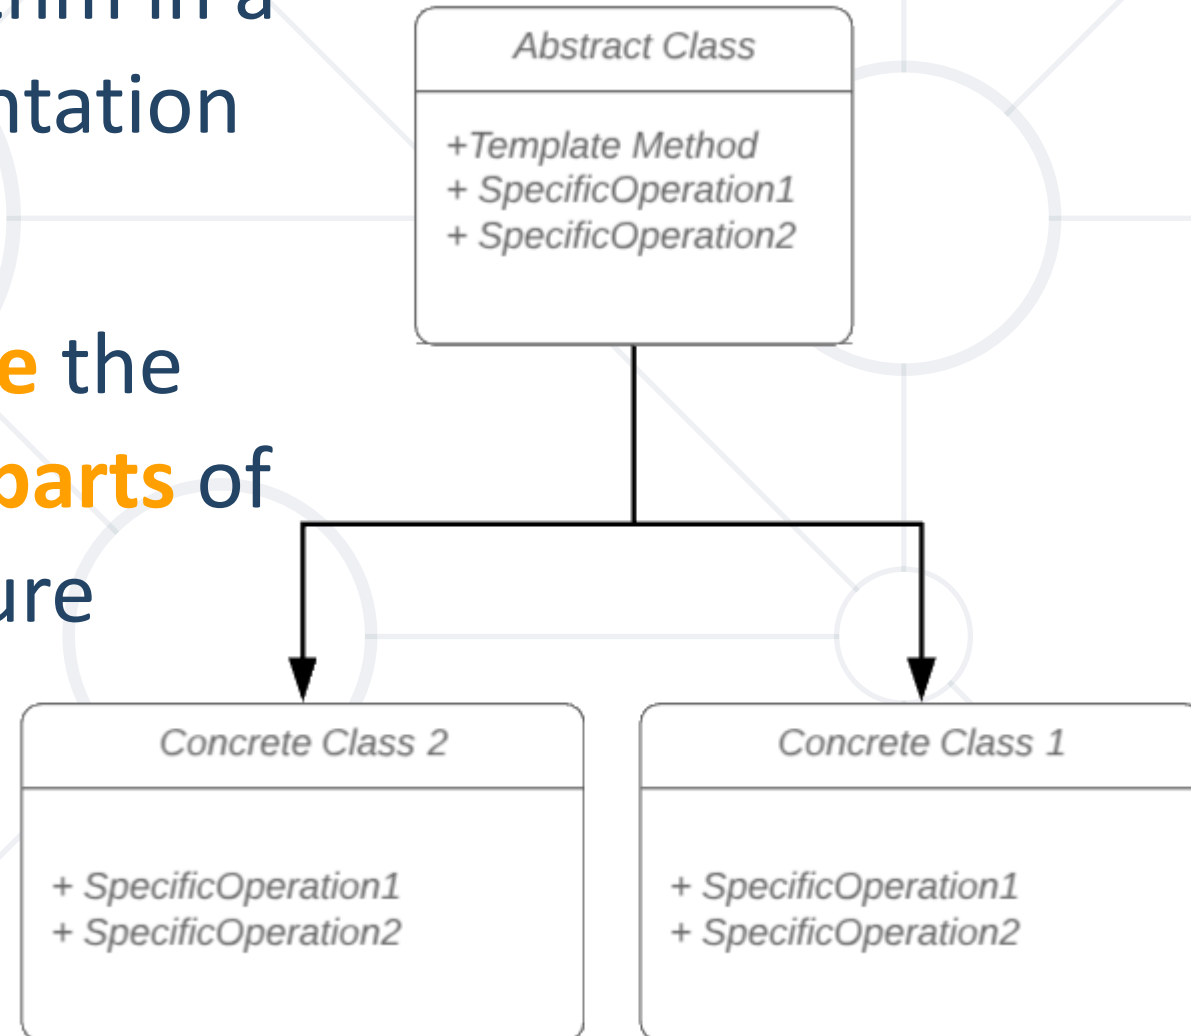 ntation
e the
parts of
ure
Abstract Class
+Template Method
+ SpecificOperation1
+ SpecificOperation2
Concrete Class 2
+ SpecificOperation1
+ SpecificOperation2
Concrete Class 1
+ SpecificOperation1
+ SpecificOperation2